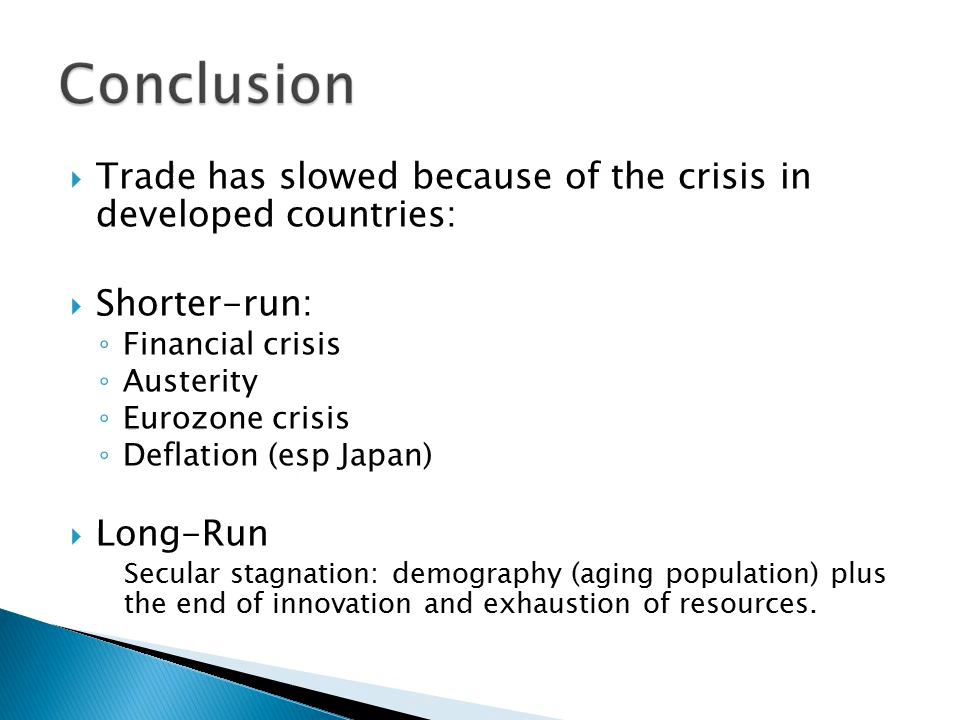 Conclusion
Trade has slowed because of the crisis in
developed countries:
Shorter-run:
Financial crisis
Austerity
Eurozone crisis
Deflation (esp Japan)
Long-Run
Secular stagnation: demography (aging population) plus
the end of innovation and exhaustion of resources.